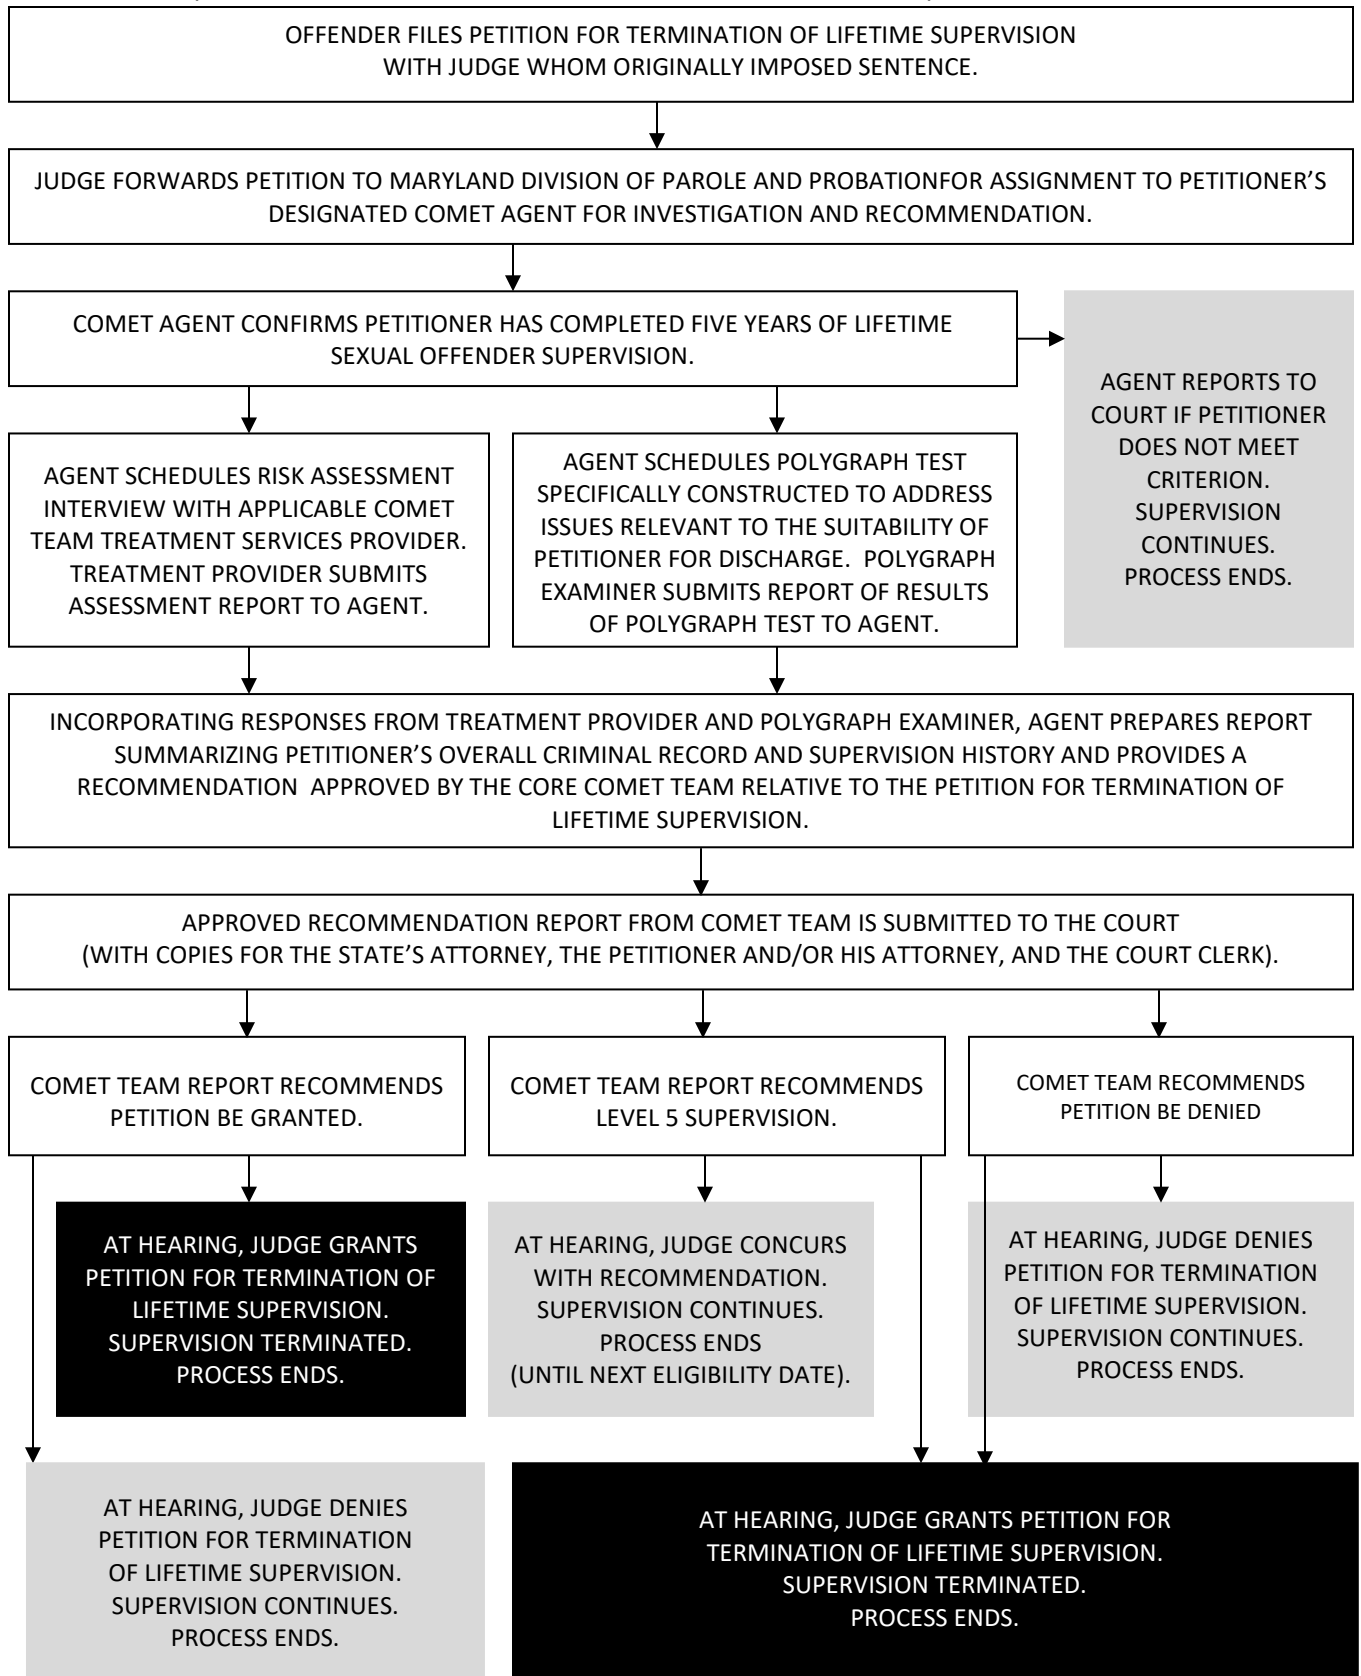 OFFENDER FILES PETITION FOR TERMINATION OF LIFETIME SUPERVISION
WITH JUDGE WHOM ORIGINALLY IMPOSED SENTENCE.
JUDGE FORWARDS PETITION TO MARYLAND DIVISION OF PAROLE AND PROBATIONFOR ASSIGNMENT TO PETITIONER’S
DESIGNATED COMET AGENT FOR INVESTIGATION AND RECOMMENDATION.
COMET AGENT CONFIRMS PETITIONER HAS COMPLETED FIVE YEARS OF LIFETIME
SEXUAL OFFENDER SUPERVISION.
AGENT REPORTS TO
COURT IF PETITIONER
DOES NOT MEET
CRITERION.
SUPERVISION
CONTINUES.
PROCESS ENDS.
AGENT SCHEDULES RISK ASSESSMENT
INTERVIEW WITH APPLICABLE COMET
TEAM TREATMENT SERVICES PROVIDER.
TREATMENT PROVIDER SUBMITS
ASSESSMENT REPORT TO AGENT.
AGENT SCHEDULES POLYGRAPH TEST
SPECIFICALLY CONSTRUCTED TO ADDRESS
ISSUES RELEVANT TO THE SUITABILITY OF
PETITIONER FOR DISCHARGE.  POLYGRAPH
EXAMINER SUBMITS REPORT OF RESULTS
OF POLYGRAPH TEST TO AGENT.
INCORPORATING RESPONSES FROM TREATMENT PROVIDER AND POLYGRAPH EXAMINER, AGENT PREPARES REPORT
SUMMARIZING PETITIONER’S OVERALL CRIMINAL RECORD AND SUPERVISION HISTORY AND PROVIDES A
RECOMMENDATION  APPROVED BY THE CORE COMET TEAM RELATIVE TO THE PETITION FOR TERMINATION OF
LIFETIME SUPERVISION.
APPROVED RECOMMENDATION REPORT FROM COMET TEAM IS SUBMITTED TO THE COURT
(WITH COPIES FOR THE STATE’S ATTORNEY, THE PETITIONER AND/OR HIS ATTORNEY, AND THE COURT CLERK).
COMET TEAM REPORT RECOMMENDS
PETITION BE GRANTED.
COMET TEAM REPORT RECOMMENDS
LEVEL 5 SUPERVISION.
COMET TEAM RECOMMENDS
PETITION BE DENIED
AT HEARING, JUDGE GRANTS
PETITION FOR TERMINATION OF
LIFETIME SUPERVISION.
SUPERVISION TERMINATED.
PROCESS ENDS.
AT HEARING, JUDGE CONCURS
WITH RECOMMENDATION.
SUPERVISION CONTINUES.
PROCESS ENDS
(UNTIL NEXT ELIGIBILITY DATE).
AT HEARING, JUDGE DENIES
PETITION FOR TERMINATION
OF LIFETIME SUPERVISION.
SUPERVISION CONTINUES.
PROCESS ENDS.
AT HEARING, JUDGE DENIES
PETITION FOR TERMINATION
OF LIFETIME SUPERVISION.
SUPERVISION CONTINUES.
PROCESS ENDS.
AT HEARING, JUDGE GRANTS PETITION FOR
TERMINATION OF LIFETIME SUPERVISION.
SUPERVISION TERMINATED.
PROCESS ENDS.